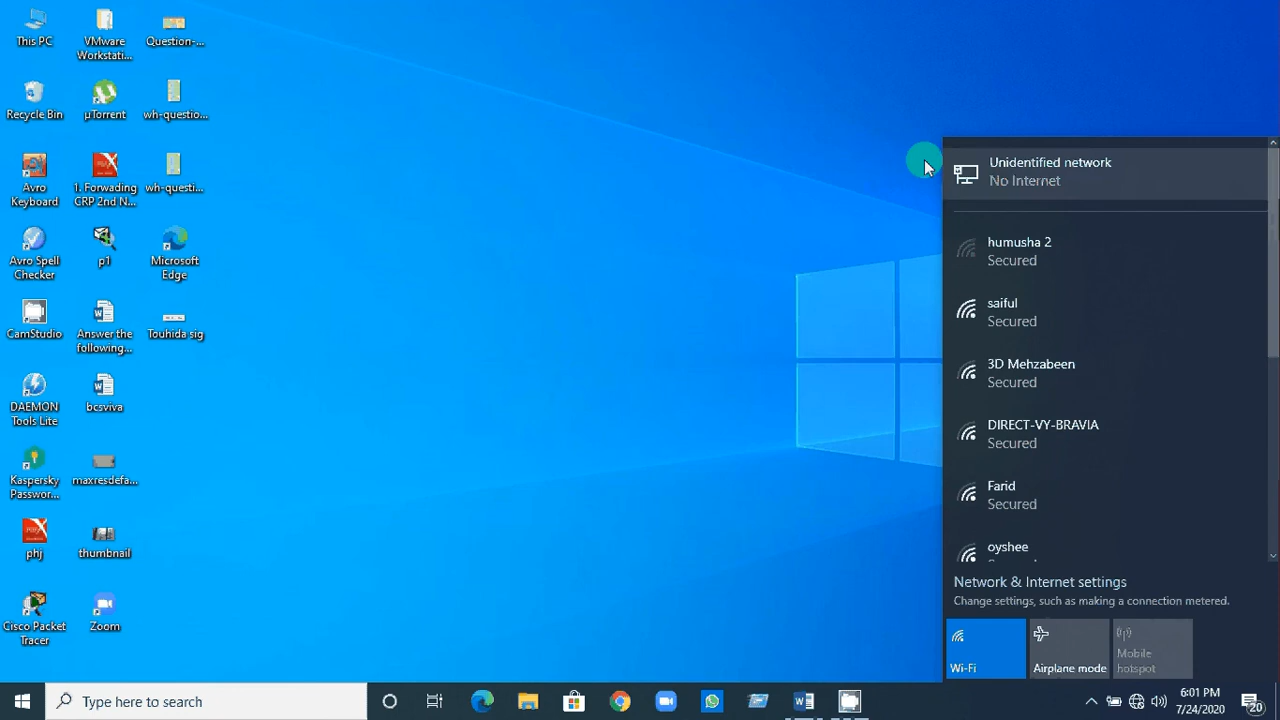 This PC
VMware
Workstati...
Question-...
Recycle Bin
µTorrent
wh-questio...
Avro
Keyboard
1. Forwading
CRP 2nd N...
wh-questi...
Avro Spell
Checker
p1
Microsoft
Edge
CamStudio
Answer the
following...
Touhida sig
DAEMON
Tools Lite
bcsviva
Kaspersky
Passwor...
maxresdefa...
phj
thumbnail
Cisco Packet
Tracer
Zoom
Unidentified network
No Internet
humusha 2
Secured
saiful
Secured
3D Mehzabeen
Secured
DIRECT-VY-BRAVIA
Secured
Farid
Secured
oyshee
Network & Internet settings
Change settings, such as making a connection metered.
Wi-Fi
Airplane mode
Mobile
hotspot
Type here to search
6:01 PM
7/24/2020
20